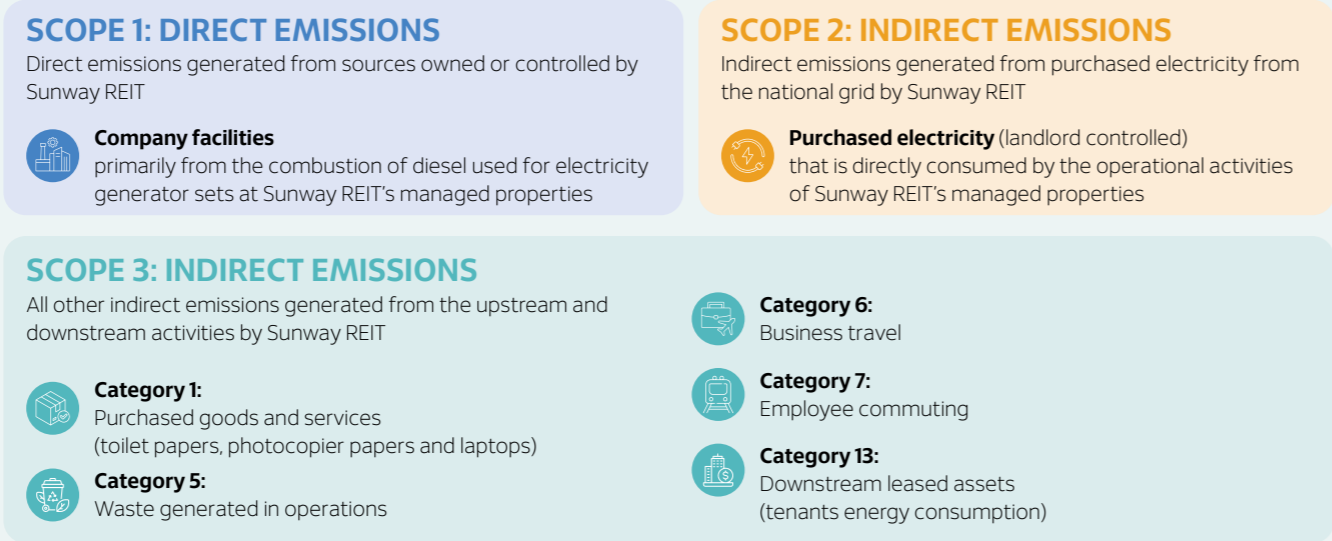 SCOPE 1: DIRECT EMISSIONS
Direct emissions generated from sources owned or controlled by
Sunway REIT
Company facilities
primarily from the combustion of diesel used for electricity
generator sets at Sunway REIT's managed properties
SCOPE 2: INDIRECT EMISSIONS
Indirect emissions generated from purchased electricity from
the national grid by Sunway REIT
Purchased electricity (landlord controlled)
that is directly consumed by the operational activities
of Sunway REIT's managed properties
SCOPE 3: INDIRECT EMISSIONS
All other indirect emissions generated from the upstream and
downstream activities by Sunway REIT
Category 1:
Purchased goods and services
(toilet papers, photocopier papers and laptops)
Category 5:
Waste generated in operations
Category 6:
Business travel
Category 7:
Employee commuting
Category 13:
Downstream leased assets
(tenants energy consumption)